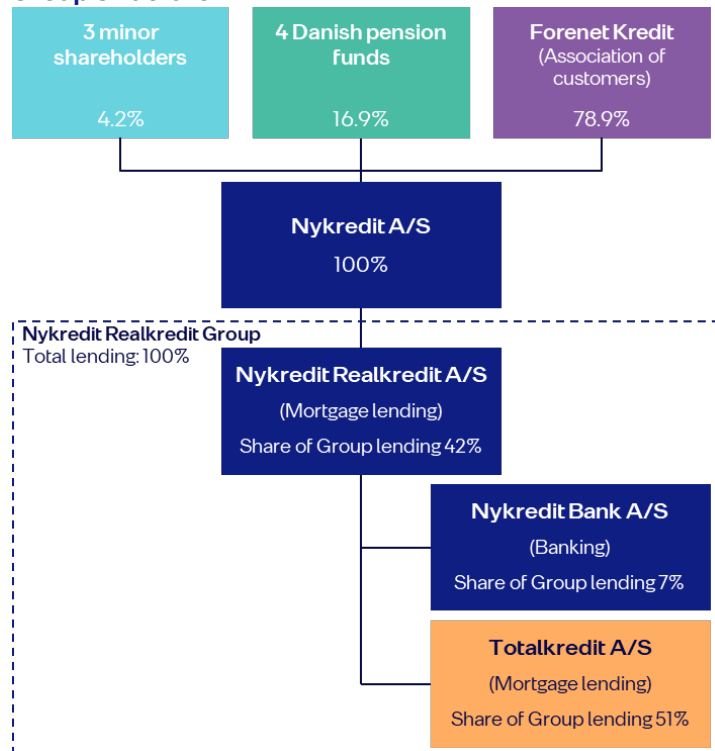 3 minor
shareholders
4.2%
4 Danish pension
funds
16.9%
Forenet Kredit
(Association of
customers)
78.9%
Nykredit A/S
100%
Nykredit Realkredit Group
Total lending: 100%
Nykredit Realkredit A/S
(Mortgage lending)
Share of Group lending 42%
Nykredit Bank A/S
(Banking)
Share of Group lending 7%
Totalkredit A/S
(Mortgage lending)
Share of Group lending 51%